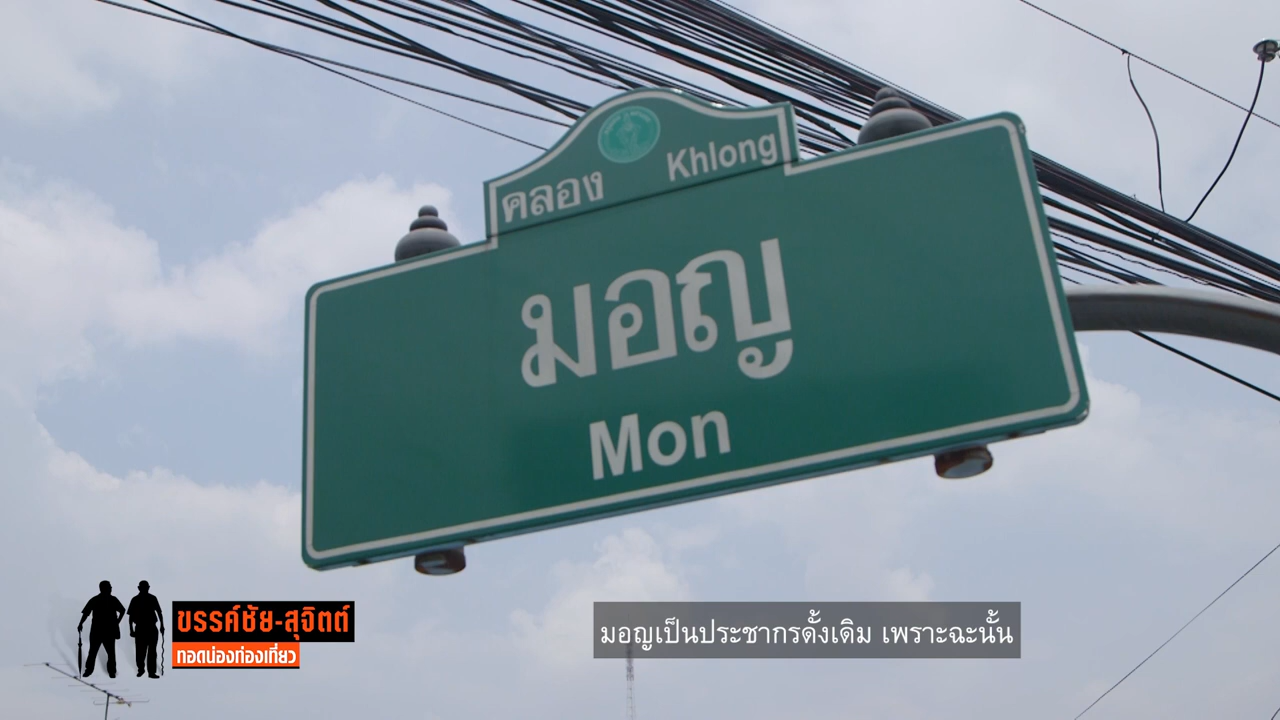 คลอง Khlong
มอญ
Mon
ขรรค์ชัย-สุจิตต์
ทอดน่องท่องเที่ยว
มอญเป็นประชากรดั้งเดิม เพราะฉะนั้น